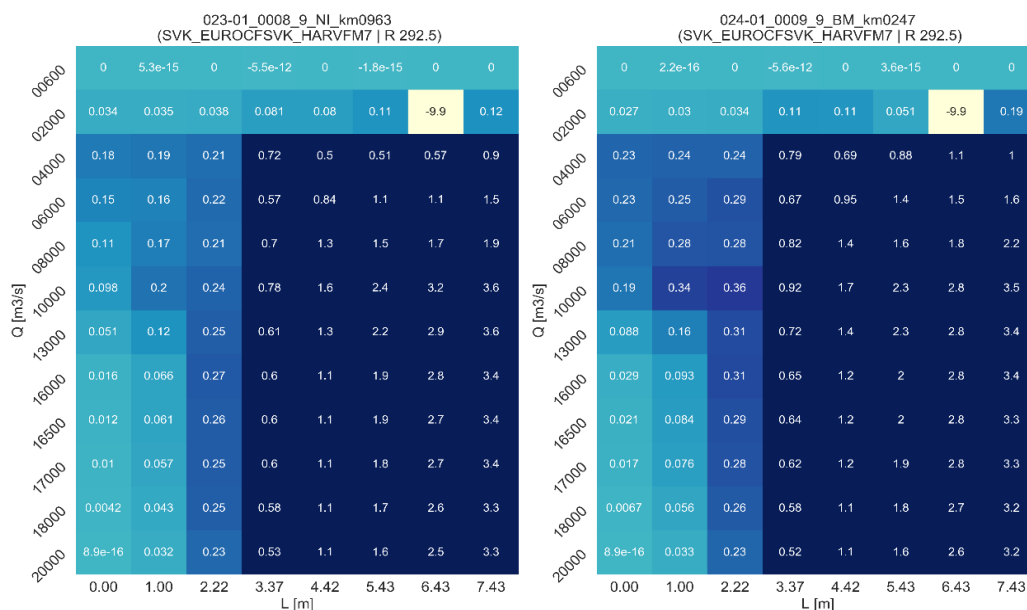 023-01_0008_9_NI_km0963
(SVK_EUROCFSVK_HARVFM7 | R 292.5)
00600 0 5.3e-15 0 -5.5e-12 0 -1.8e-15 0 0
02000 0.034 0.035 0.038 0.081 0.08 0.11 -9.9 0.12
04000 0.18 0.19 0.21 0.72 0.5 0.51 0.57 0.9
06000 0.15 0.16 0.22 0.57 0.84 1.1 1.1 1.5
08000 0.11 0.17 0.21 0.7 1.3 1.5 1.7 1.9
10000 0.098 0.2 0.24 0.78 1.6 2.4 3.2 3.6
13000 0.051 0.12 0.25 0.61 1.3 2.2 2.9 3.6
16000 0.016 0.066 0.27 0.6 1.1 1.9 2.8 3.4
16500 0.012 0.061 0.26 0.6 1.1 1.9 2.7 3.4
17000 0.01 0.057 0.25 0.6 1.1 1.8 2.7 3.4
18000 0.0042 0.043 0.25 0.58 1.1 1.7 2.6 3.3
20000 8.9e-16 0.032 0.23 0.53 1.1 1.6 2.5 3.3
0.00 1.00 2.22 3.37 4.42 5.43 6.43 7.43
Q [m3/s]
L [m]
024-01_0009_9_BM_km0247
(SVK_EUROCFSVK_HARVFM7 | R 292.5)
00600 0 2.2e-16 0 -5.6e-12 0 3.6e-15 0 0
02000 0.027 0.03 0.034 0.11 0.11 0.051 -9.9 0.19
04000 0.23 0.24 0.24 0.79 0.69 0.88 1.1 1
06000 0.23 0.25 0.29 0.67 0.95 1.4 1.5 1.6
08000 0.21 0.28 0.28 0.82 1.4 1.6 1.8 2.2
10000 0.19 0.34 0.36 0.92 1.7 2.3 2.8 3.5
13000 0.088 0.16 0.31 0.72 1.4 2.3 2.8 3.4
16000 0.029 0.093 0.31 0.65 1.2 2 2.8 3.4
16500 0.021 0.084 0.29 0.64 1.2 2 2.8 3.3
17000 0.017 0.076 0.28 0.62 1.2 1.9 2.8 3.3
18000 0.0067 0.056 0.26 0.58 1.1 1.8 2.7 3.2
20000 8.9e-16 0.033 0.23 0.52 1.1 1.6 2.6 3.2
0.00 1.00 2.22 3.37 4.42 5.43 6.43 7.43
Q [m3/s]
L [m]